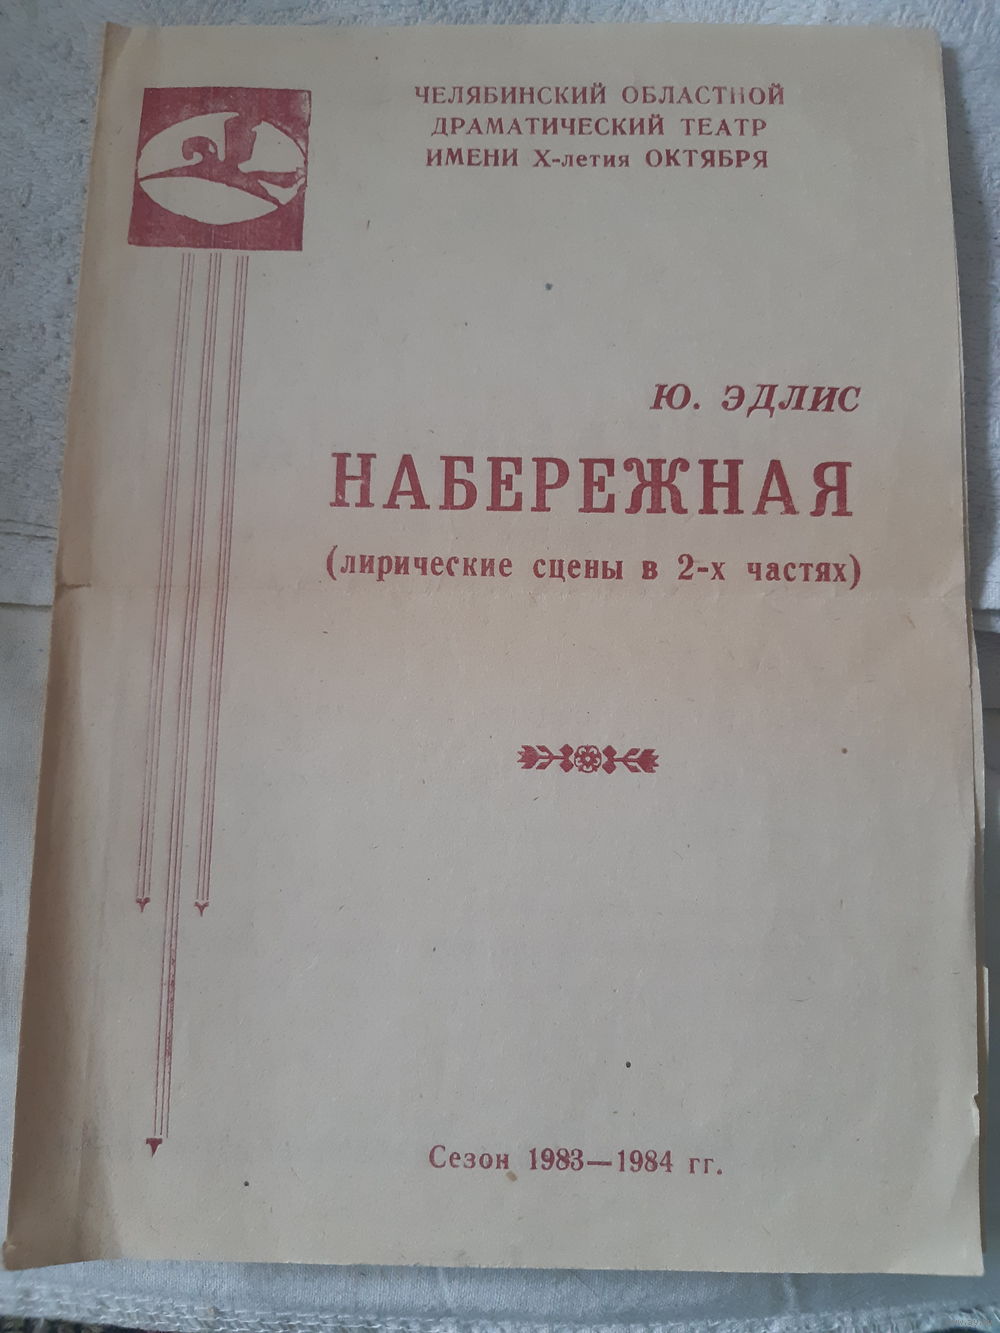 ЧЕЛЯБИНСКИЙ ОБЛАСТНОЙ
ДРАМАТИЧЕСКИЙ ТЕАТР
ИМЕНИ X-летия ОКТЯБРЯ
Ю. ЭДЛИС
НАБЕРЕЖНАЯ
(лирические сцены в 2-х частях)
Сезон 1983—1984 гг.